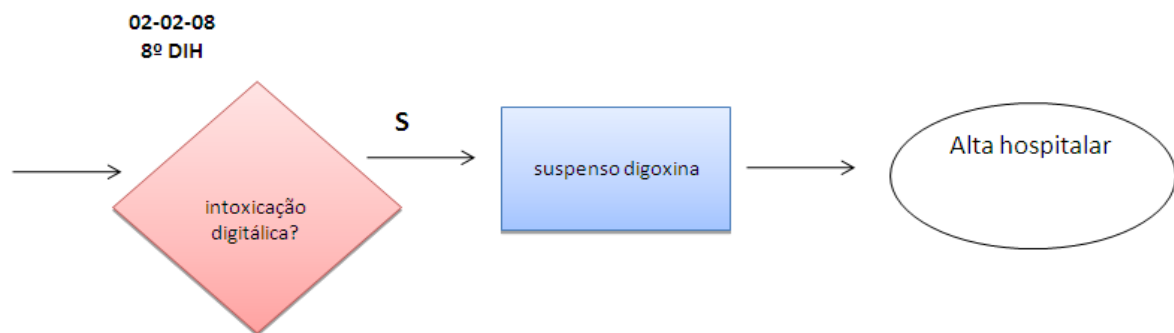 02-02-08
8º DIH
S
intoxicação
digitálica?
suspenso digoxina
Alta hospitalar